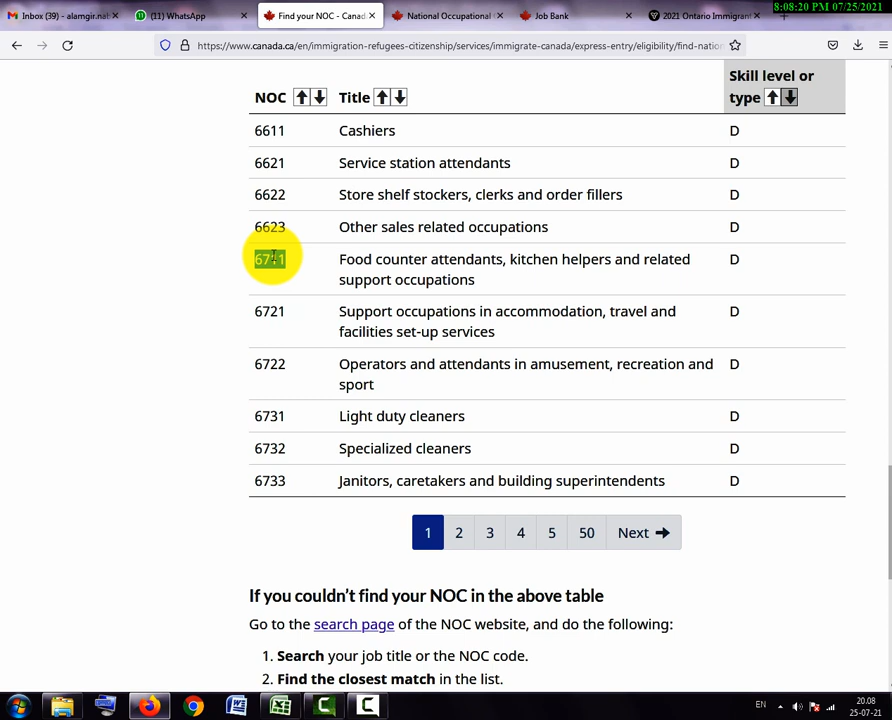 8:08:20 PM 07/25/2021
Inbox (39) - alamgir.nab
(11) WhatsApp
Find your NOC - Canad
National Occupational C
Job Bank
2021 Ontario Immigrant
https://www.canada.ca/en/immigration-refugees-citizenship/services/immigrate-canada/express-entry/eligibility/find-nation
NOC Title Skill level or type
6611 Cashiers D
6621 Service station attendants D
6622 Store shelf stockers, clerks and order fillers D
6623 Other sales related occupations D
6711 Food counter attendants, kitchen helpers and related D
support occupations
6721 Support occupations in accommodation, travel and D
facilities set-up services
6722 Operators and attendants in amusement, recreation and D
sport
6731 Light duty cleaners D
6732 Specialized cleaners D
6733 Janitors, caretakers and building superintendents D
1 2 3 4 5 50 Next
If you couldn't find your NOC in the above table
Go to the search page of the NOC website, and do the following:
1. Search your job title or the NOC code.
2. Find the closest match in the list.
EN 20.08
25-07-21